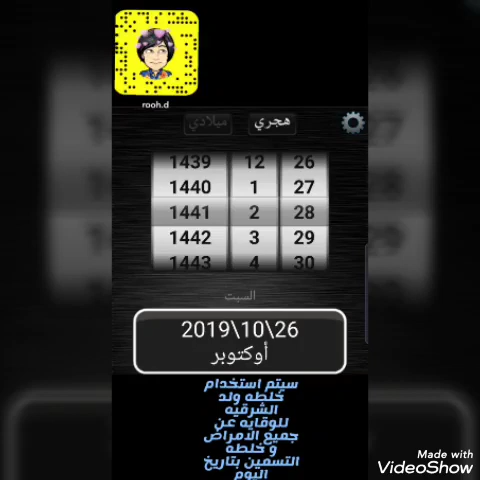 rooh.d
هجري ميلادي
1439 12 26
1440 1 27
1441 2 28
1442 3 29
1443 4 30
السبت
2019\10\26
أوكتوبر
سيتم استخدام
خلطه ولد
الشرقيه
للوقايه عن
جميع الأمراض
و خلطه
التسمين بتاريخ
اليوم
Made with
VideoShow